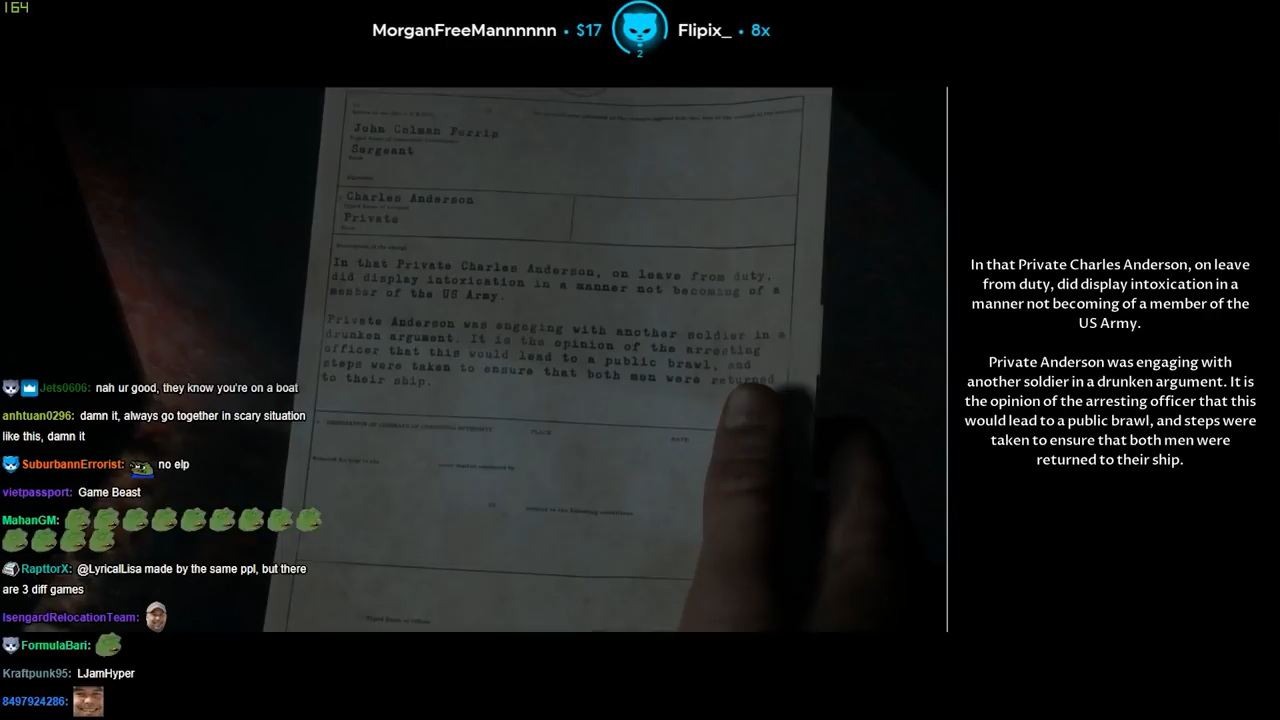 164
MorganFreeMannnnnn • $17
2
Flipix_ • 8x
John Colman Forrip
Sergeant
Charles Anderson
Private
In that Private Charles Anderson, on leave from duty,
did display intoxication in a manner not becoming of a
member of the US Army.
Private Anderson was engaging with another soldier in a
drunken argument. It is the opinion of the arresting
officer that this would lead to a public brawl, and
steps were taken to ensure that both men were returned
to their ship.
PLACE
DATE
In that Private Charles Anderson, on leave
from duty, did display intoxication in a
manner not becoming of a member of the
US Army.
Private Anderson was engaging with
another soldier in a drunken argument. It is
the opinion of the arresting officer that this
would lead to a public brawl, and steps were
taken to ensure that both men were
returned to their ship.
Jets0606: nah ur good, they know you're on a boat
anhtuan0296: damn it, always go together in scary situation
like this, damn it
SuburbannErrorist: no elp
vietpassport: Game Beast
MahanGM:
RapttorX: @LyricalLisa made by the same ppl, but there
are 3 diff games
IsengardRelocationTeam:
FormulaBari:
Kraftpunk95: LJamHyper
8497924286: